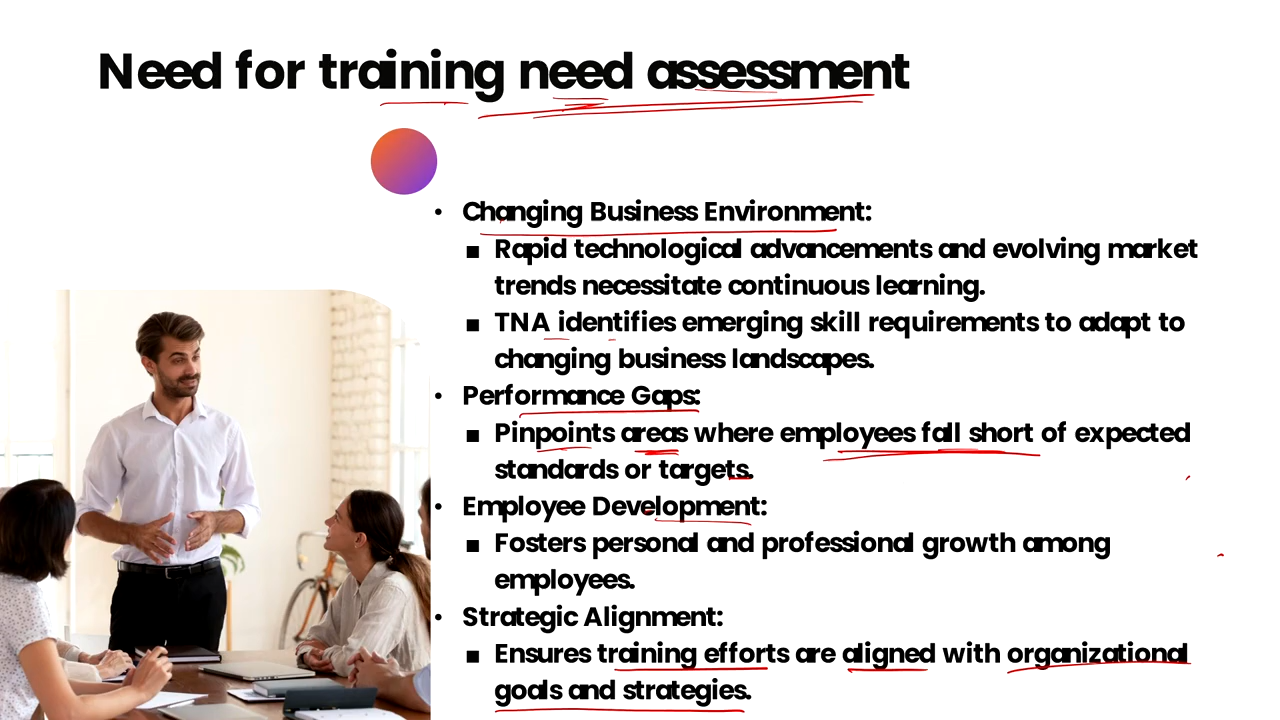 Need for training need assessment
• Changing Business Environment:
▪ Rapid technological advancements and evolving market
trends necessitate continuous learning.
▪ TNA identifies emerging skill requirements to adapt to
changing business landscapes.
• Performance Gaps:
▪ Pinpoints areas where employees fall short of expected
standards or targets.
• Employee Development:
▪ Fosters personal and professional growth among
employees.
• Strategic Alignment:
▪ Ensures training efforts are aligned with organizational
goals and strategies.